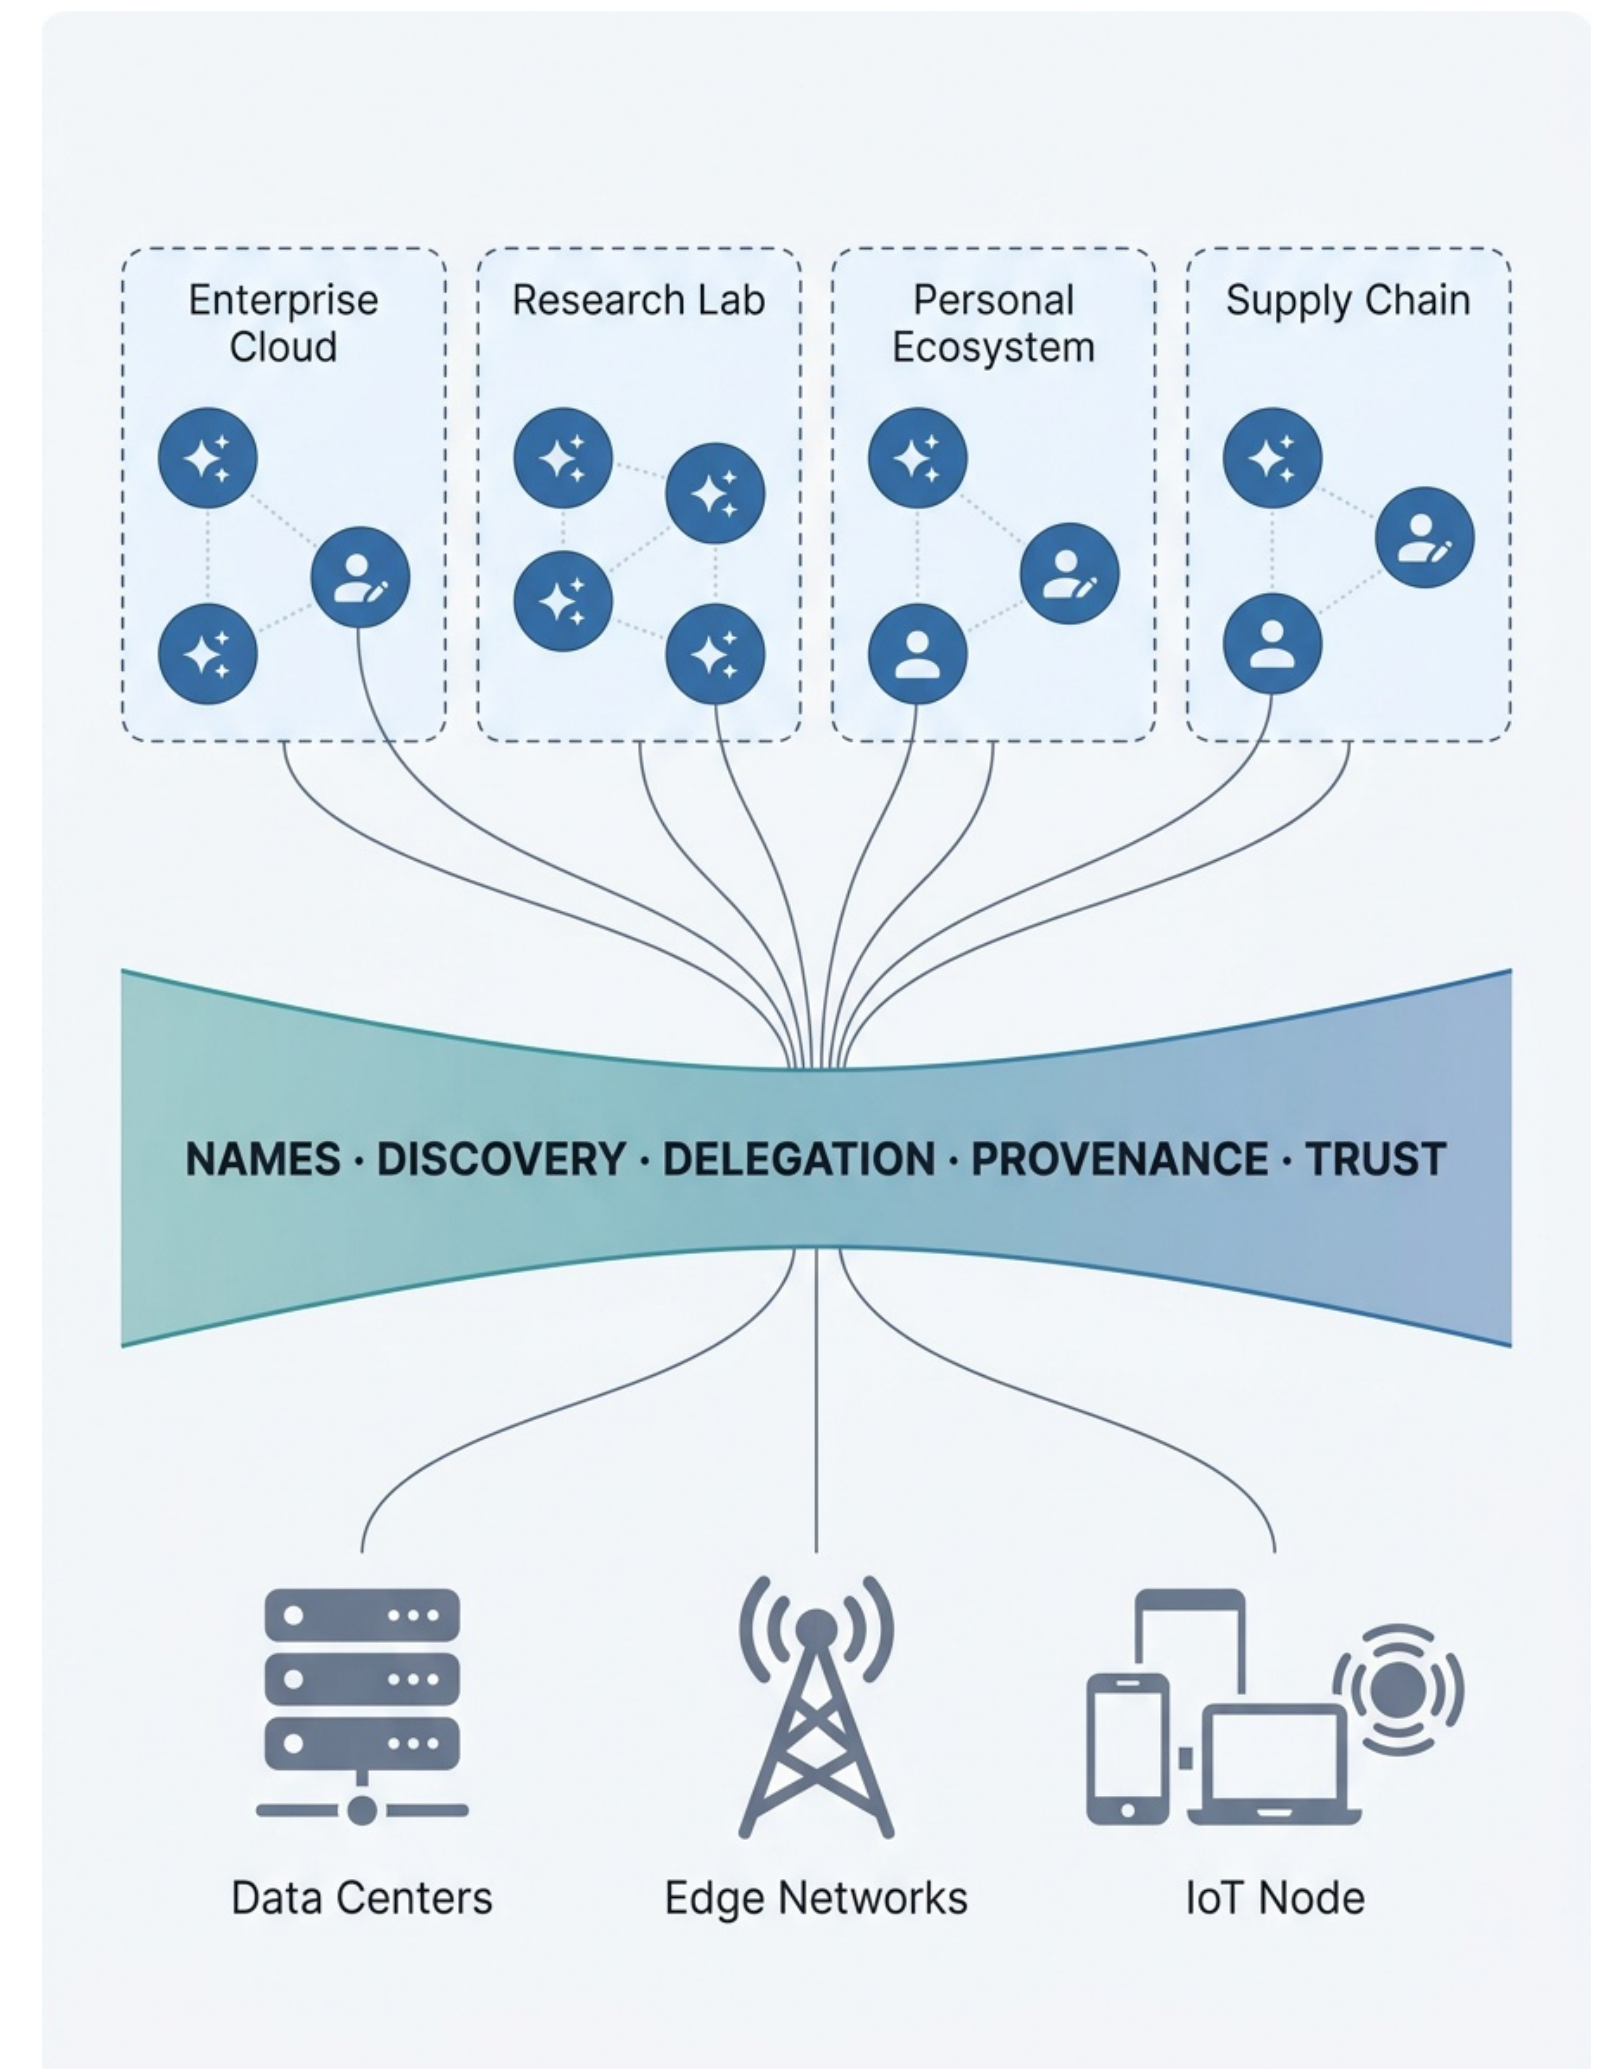 Enterprise
Cloud
Research Lab
Personal
Ecosystem
Supply Chain
NAMES · DISCOVERY · DELEGATION · PROVENANCE · TRUST
Data Centers
Edge Networks
IoT Node